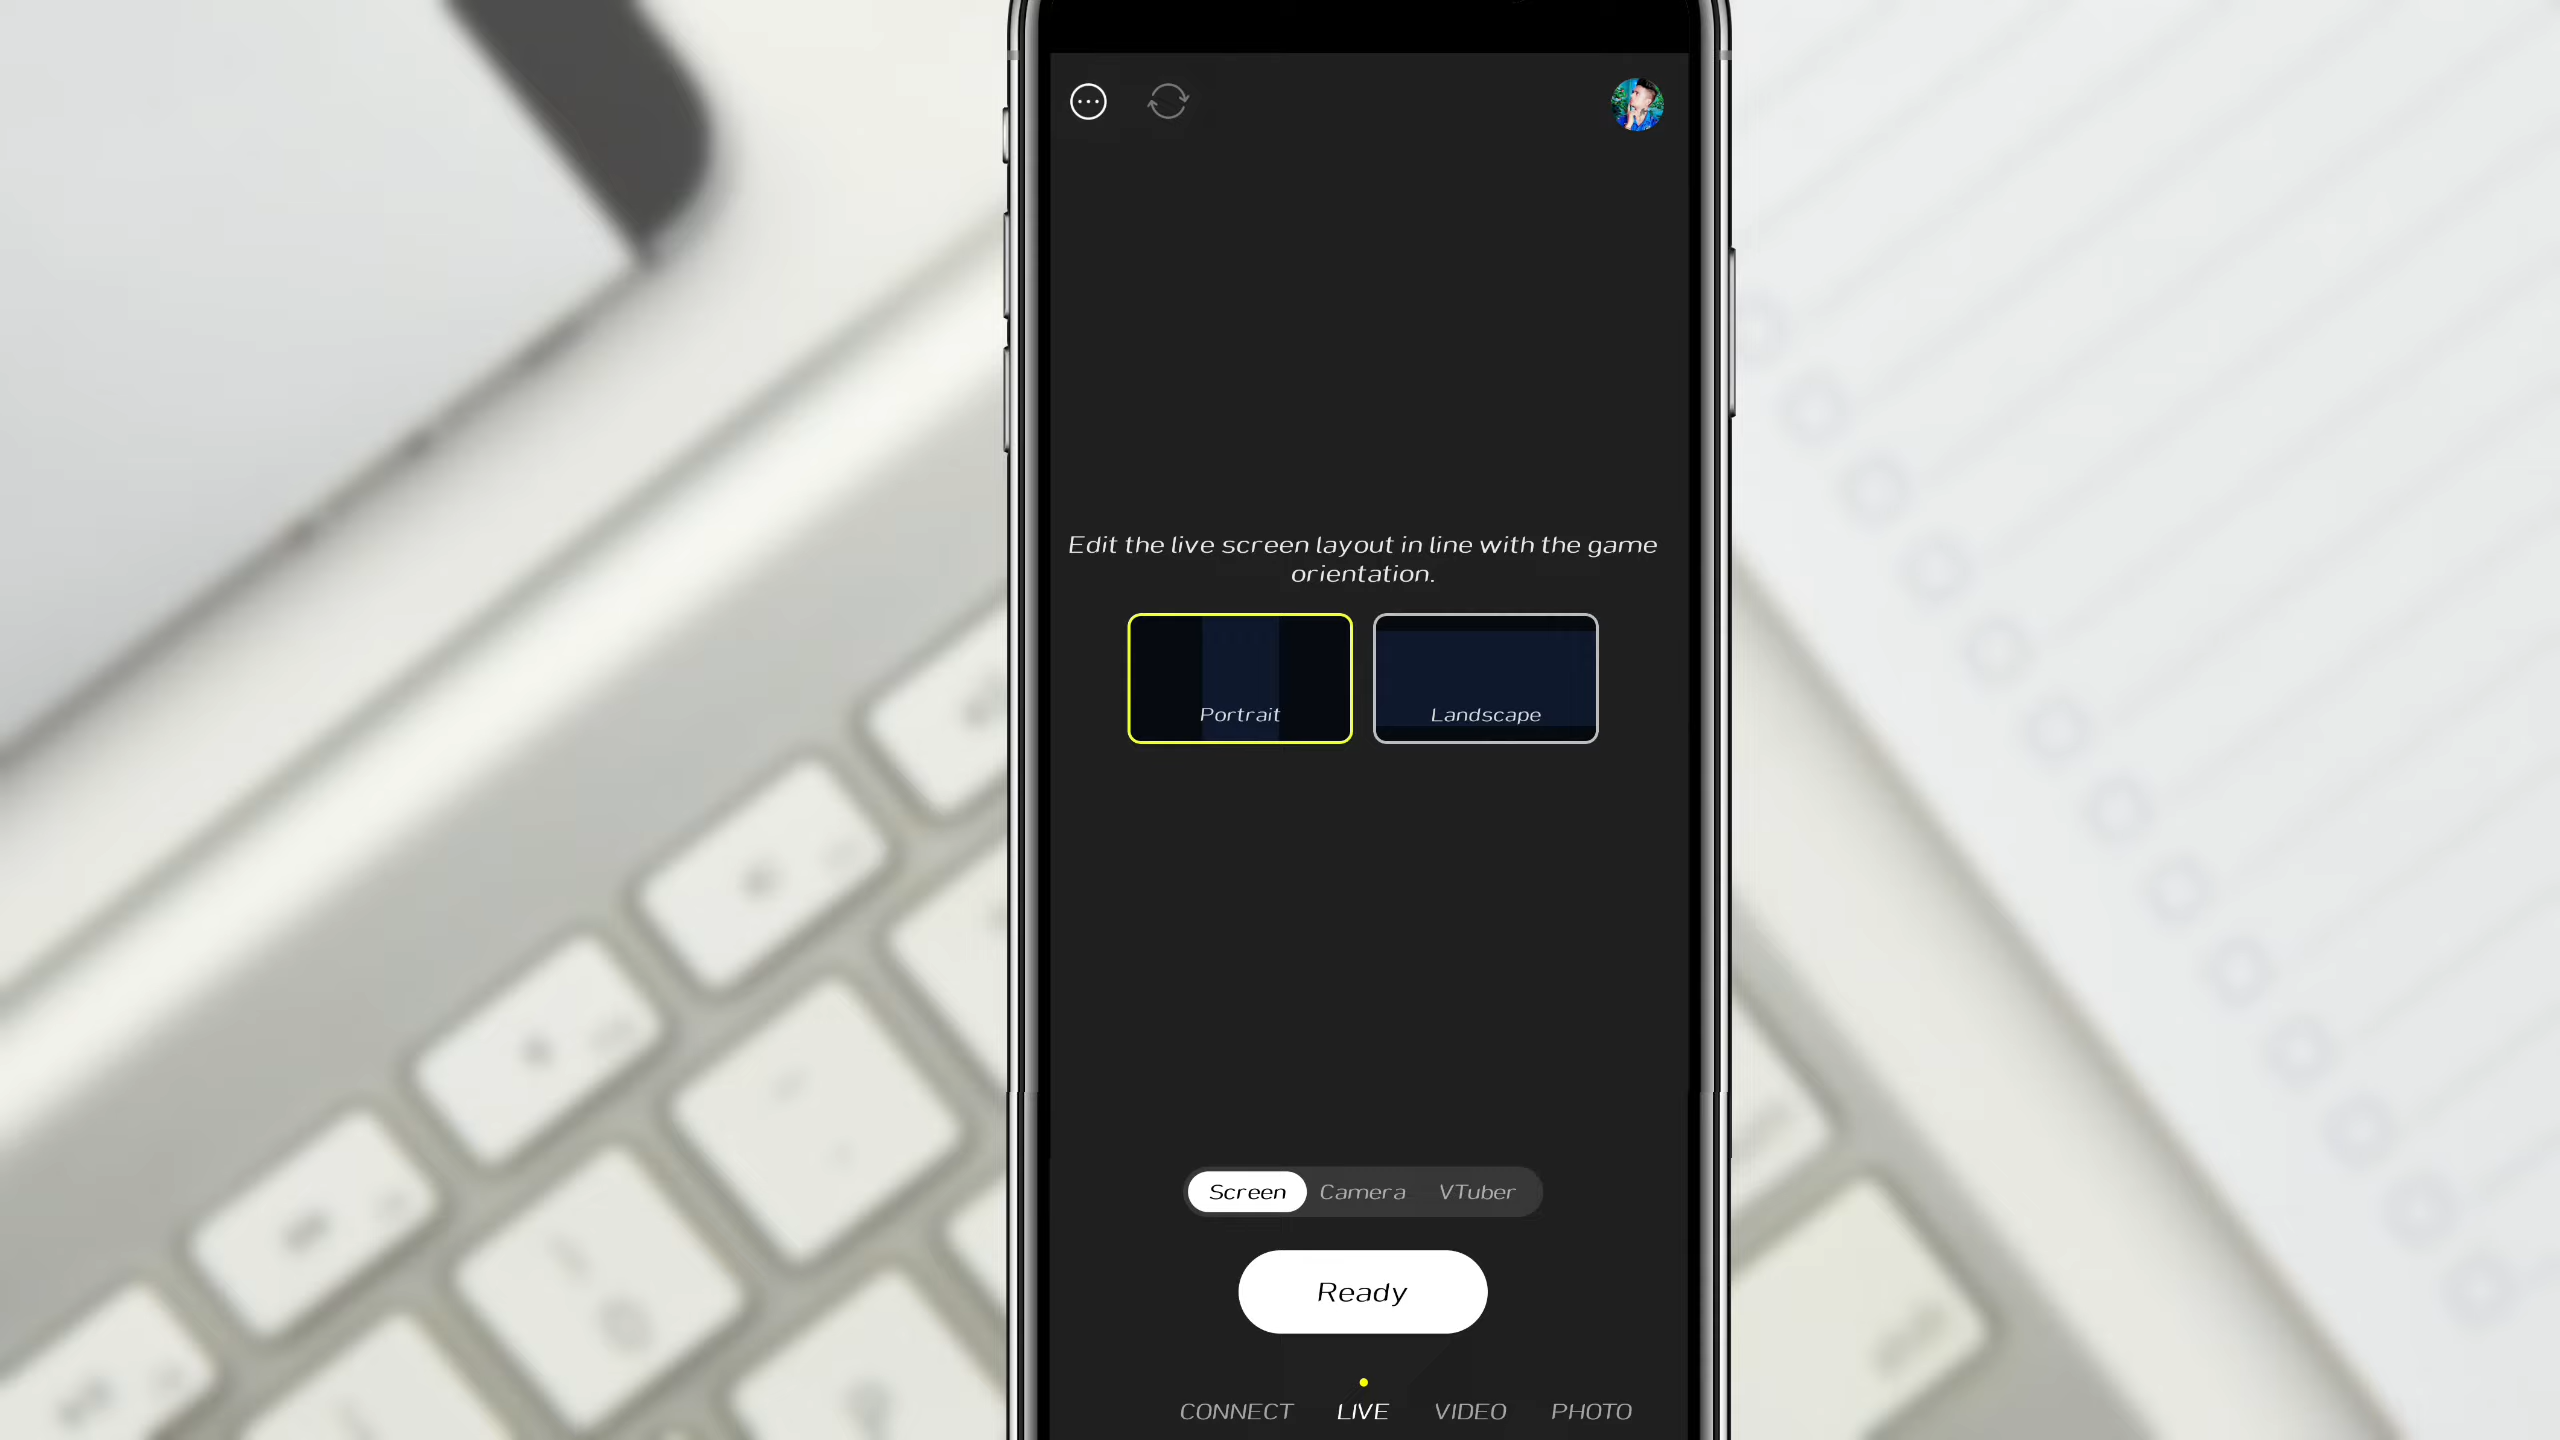 Edit the live screen layout in line with the game
orientation.
Portrait
Landscape
Screen
Camera
VTuber
Ready
CONNECT
LIVE
VIDEO
PHOTO